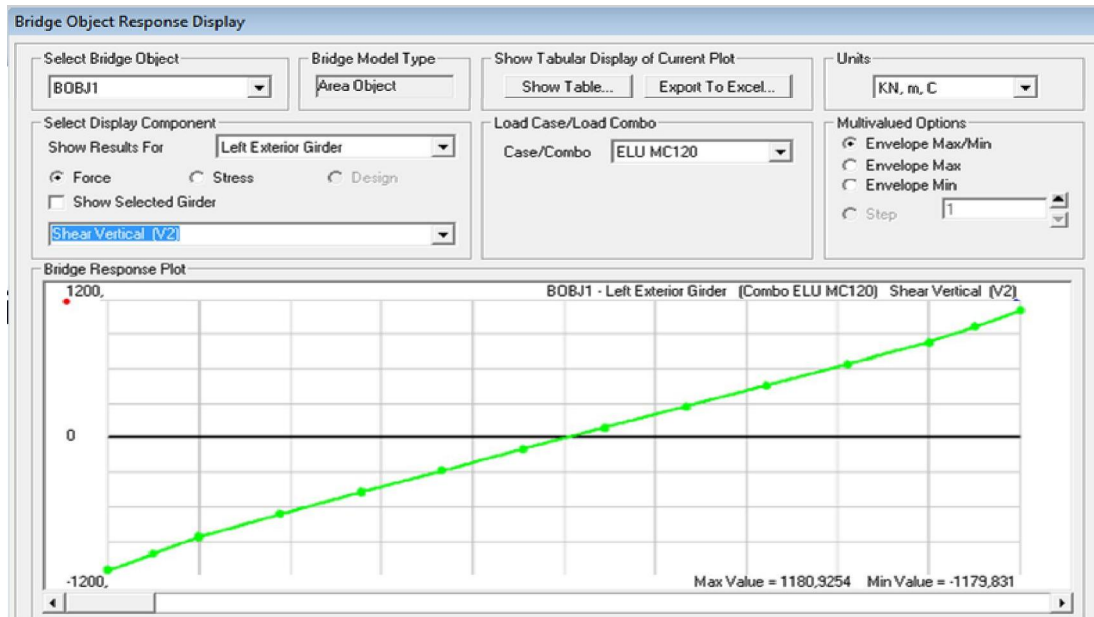 Bridge Object Response Display
Select Bridge Object
BOBJ1
Bridge Model Type
Area Object
Show Tabular Display of Current Plot
Show Table... Export To Excel...
Units
KN, m, C
Select Display Component
Show Results For Left Exterior Girder
Force Stress Design
Show Selected Girder
Shear Vertical (V2)
Load Case/Load Combo
Case/Combo ELU MC120
Multivalued Options
Envelope Max/Min
Envelope Max
Envelope Min
Step 1
Bridge Response Plot
1200, BOBJ1 - Left Exterior Girder (Combo ELU MC120) Shear Vertical (V2)
0
-1200, Max Value = 1180,9254 Min Value = -1179,831